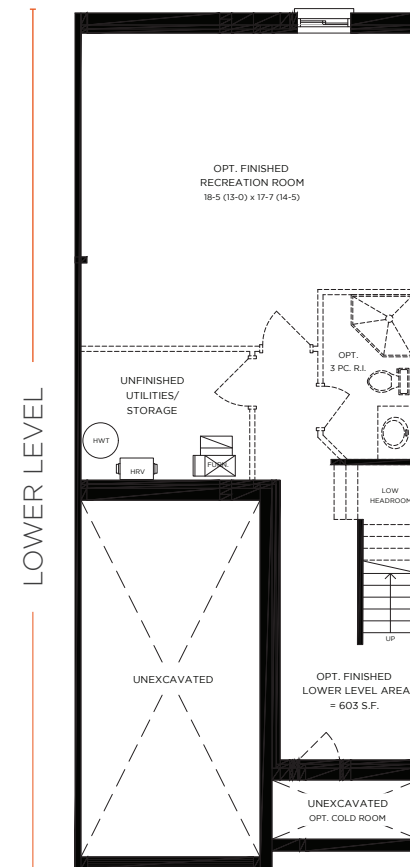 LOWER LEVEL
OPT. FINISHED
RECREATION ROOM
18-5 (13-0) x 17-7 (14-5)
OPT.
3 PC. R.I.
UNFINISHED
UTILITIES/
STORAGE
HWT
HRV
FURN.
LOW
HEADROOM
UP
UNEXCAVATED
OPT. FINISHED
LOWER LEVEL AREA
= 603 S.F.
UNEXCAVATED
OPT. COLD ROOM